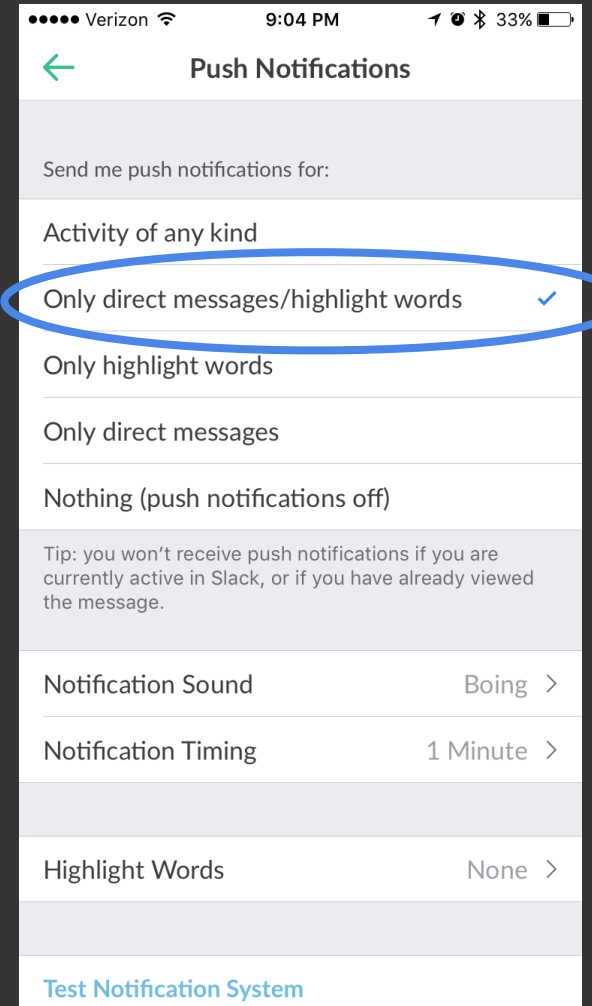 Verizon 9:04 PM 33%
Push Notifications
Send me push notifications for:
Activity of any kind
Only direct messages/highlight words
Only highlight words
Only direct messages
Nothing (push notifications off)
Tip: you won’t receive push notifications if you are
currently active in Slack, or if you have already viewed
the message.
Notification Sound Boing
Notification Timing 1 Minute
Highlight Words None
Test Notification System